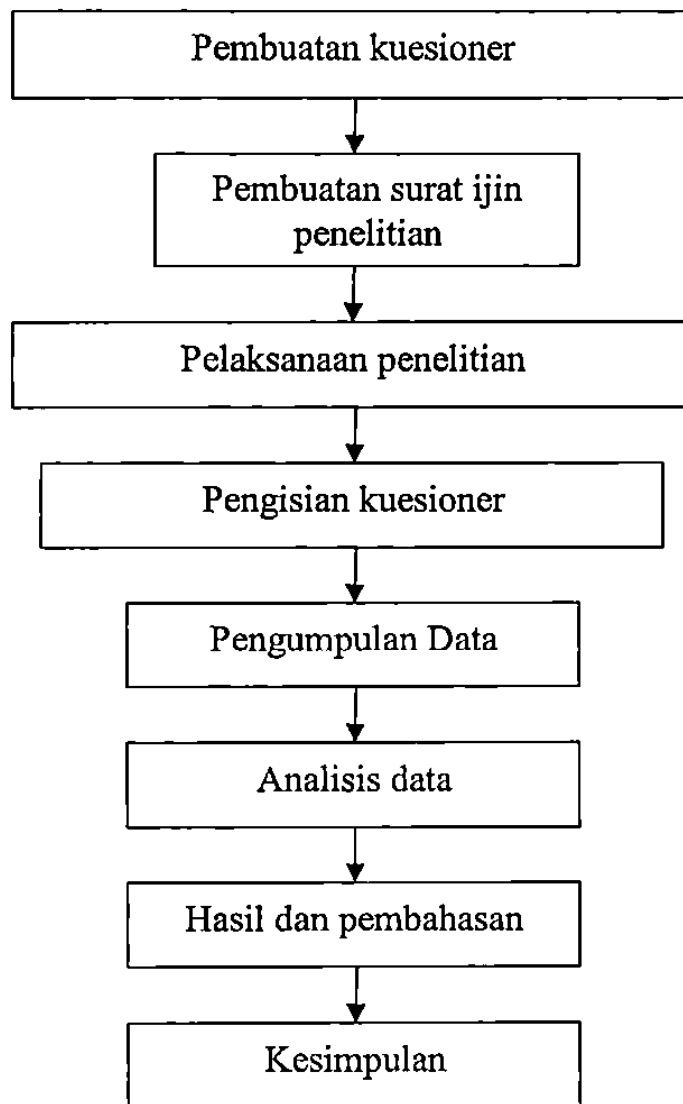 Pembuatan kuesioner
Pembuatan surat ijin
penelitian
Pelaksanaan penelitian
Pengisian kuesioner
Pengumpulan Data
Analisis data
Hasil dan pembahasan
Kesimpulan